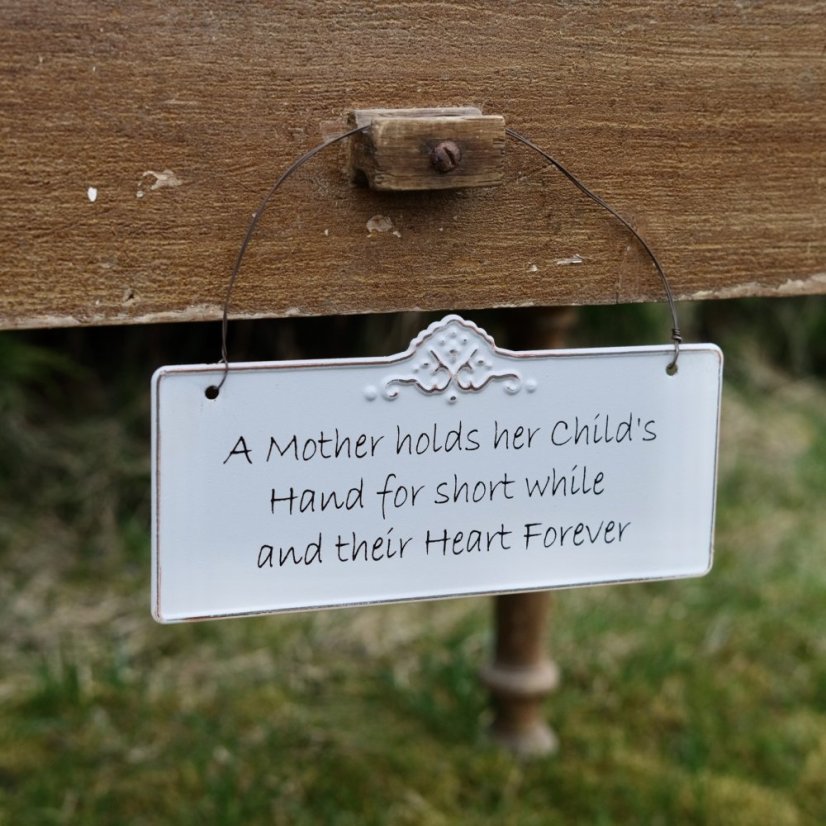 A Mother holds her Child's
Hand for short while
and their Heart Forever